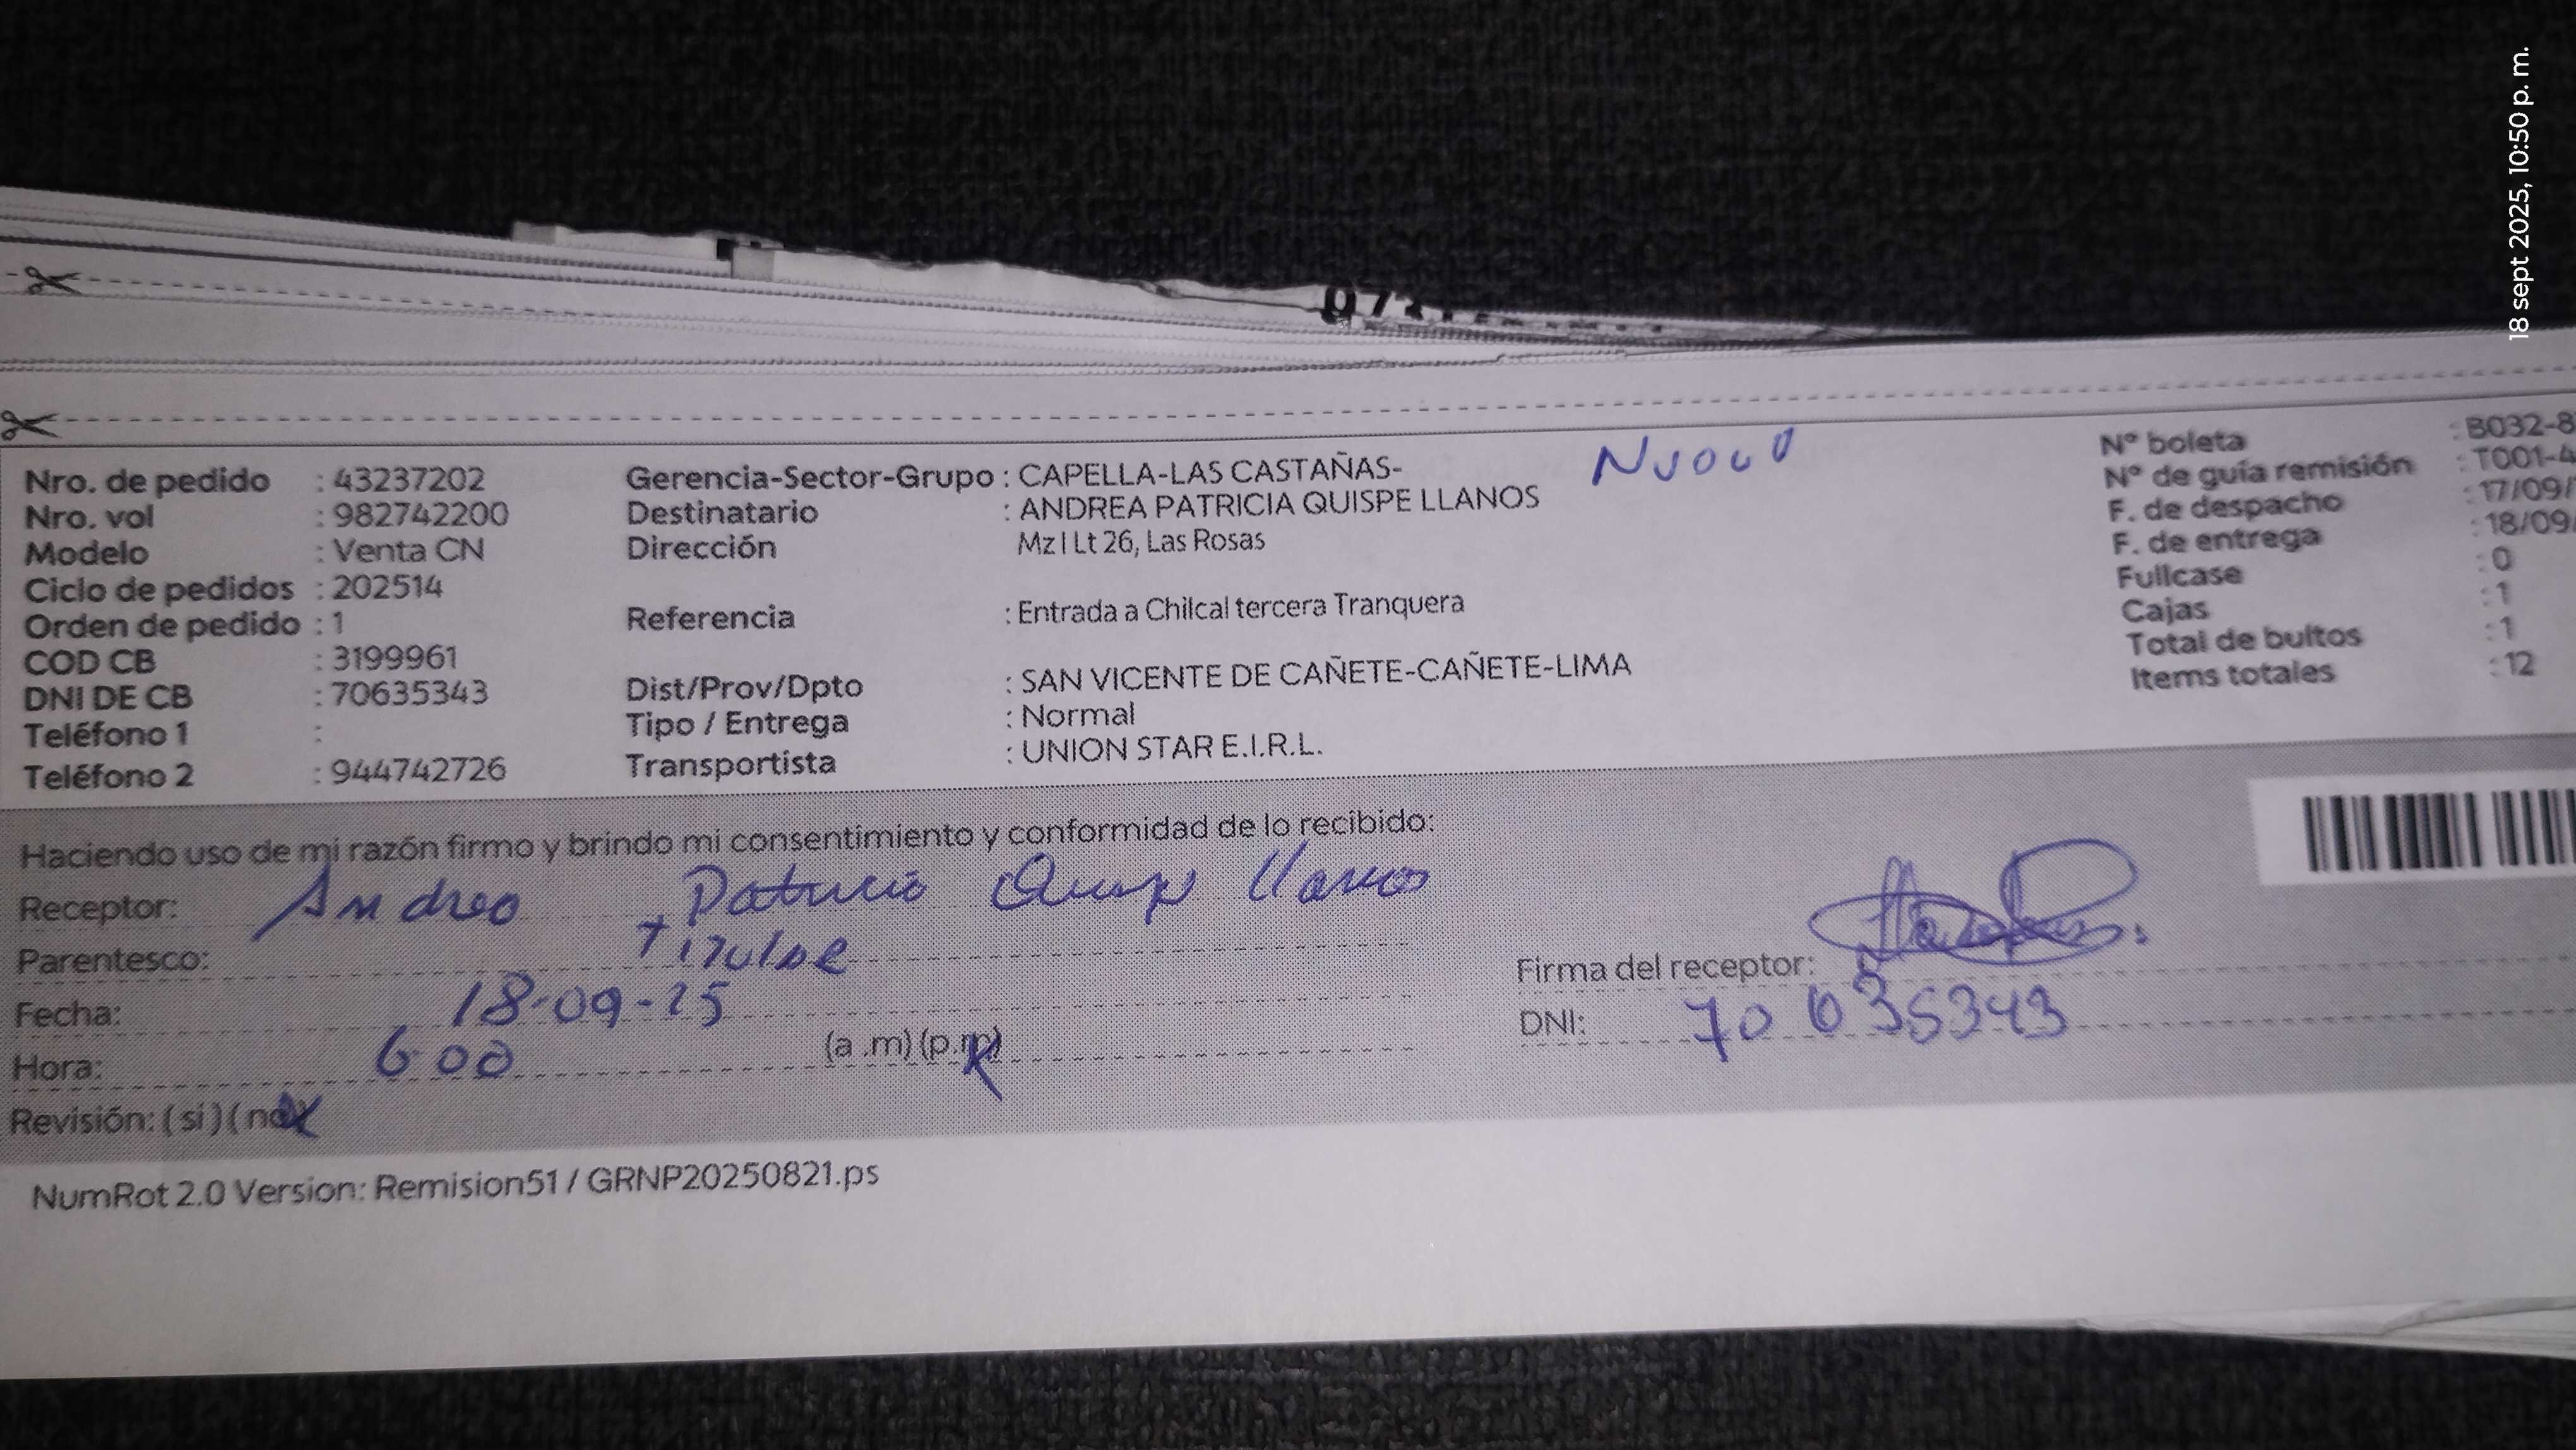 18 sept 2025, 10:50 p. m.
Nro. de pedido : 43237202
Nro. vol : 982742200
Modelo : Venta CN
Ciclo de pedidos : 202514
Orden de pedido : 1
COD CB : 3199961
DNI DE CB : 70635343
Teléfono 1 :
Teléfono 2 : 944742726
Gerencia-Sector-Grupo : CAPELLA-LAS CASTAÑAS-
Destinatario : ANDREA PATRICIA QUISPE LLANOS
Dirección Mz I Lt 26, Las Rosas
Referencia : Entrada a Chilcal tercera Tranquera
Dist/Prov/Dpto : SAN VICENTE DE CAÑETE-CAÑETE-LIMA
Tipo / Entrega : Normal
Transportista : UNION STAR E.I.R.L.
N° boleta : B032-8
N° de guía remisión : T001-4
F. de despacho : 17/09/
F. de entrega : 18/09/
Fullcase : 0
Cajas : 1
Total de bultos : 1
Items totales : 12
Haciendo uso de mi razón firmo y brindo mi consentimiento y conformidad de lo recibido:
Receptor: Andrea Patricia Quispe Llanos
Parentesco: Titular
Fecha: 18-09-25
Hora: 6 00 (a .m) (p.m)
Revisión: ( si ) ( no )
Firma del receptor:
DNI: 70635343
NumRot 2.0 Version: Remision51 / GRNP20250821.ps